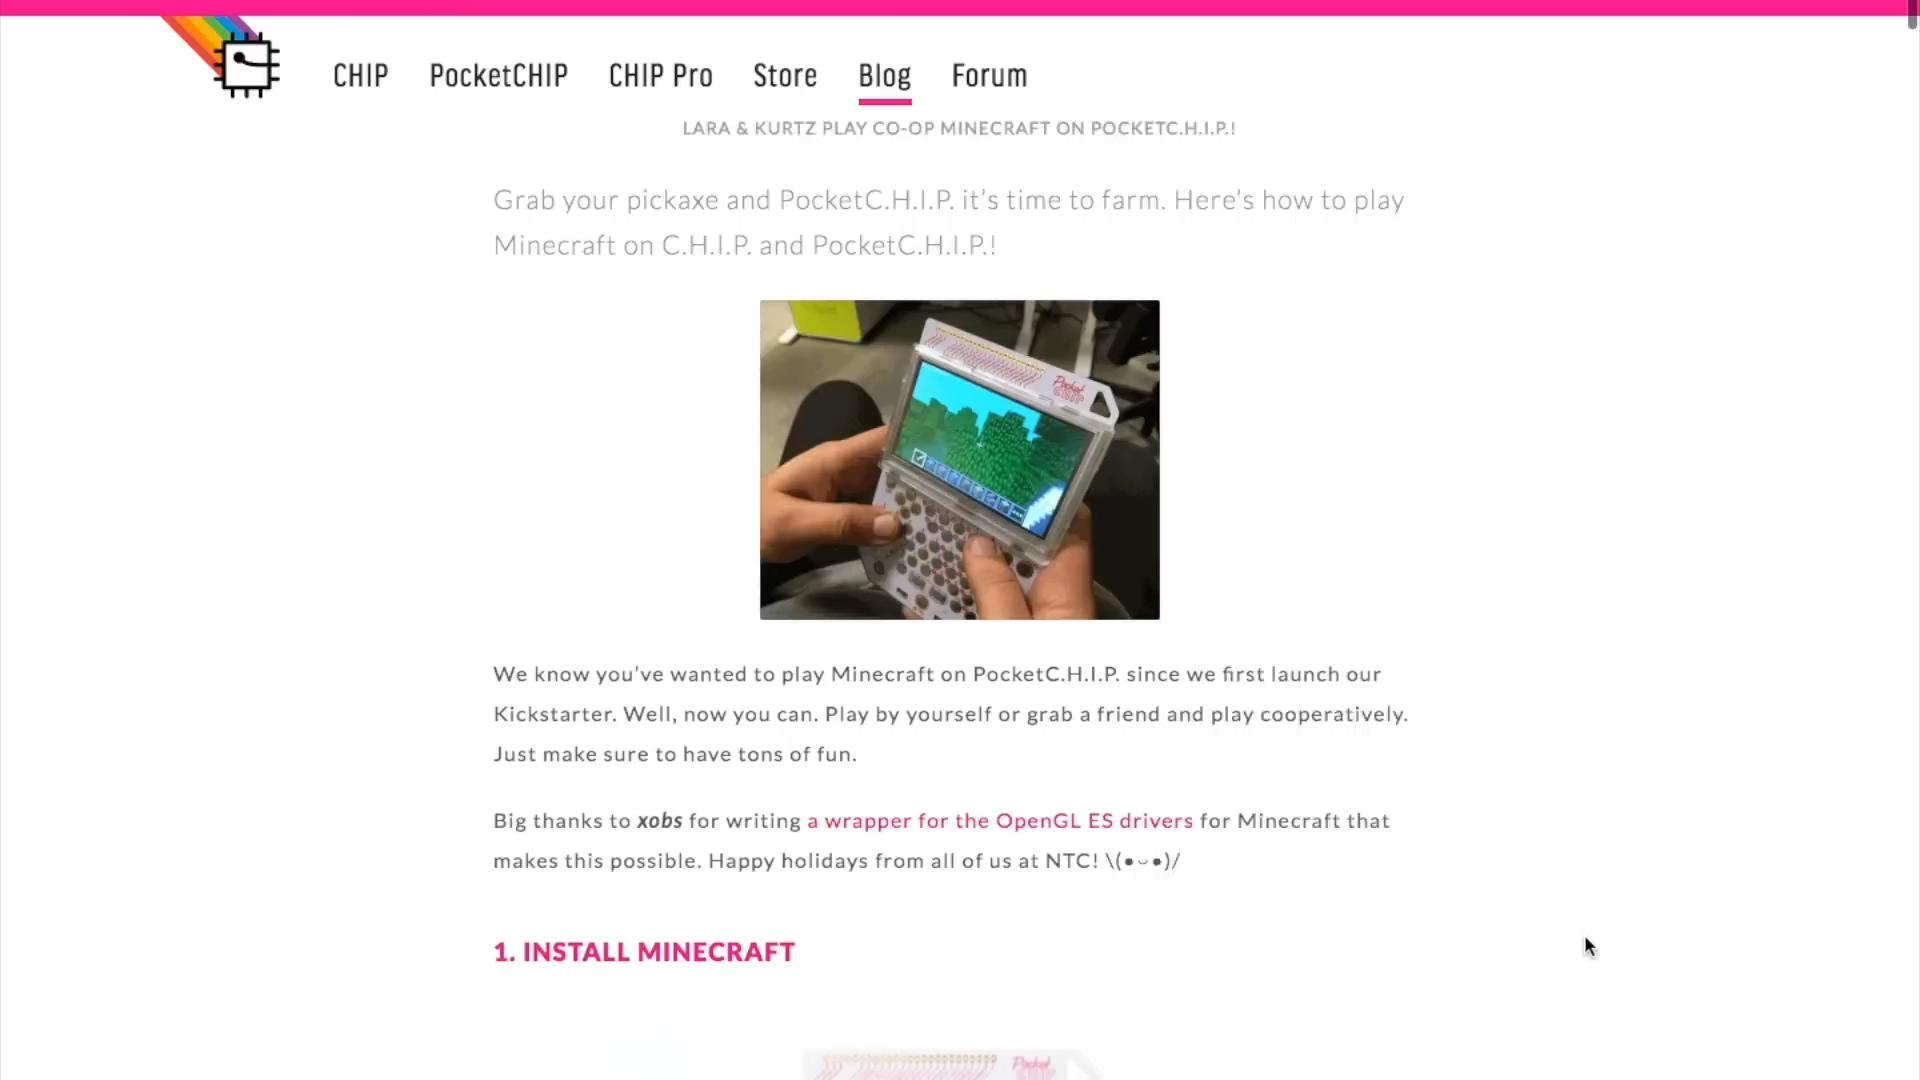 CHIP PocketCHIP CHIP Pro Store Blog Forum
LARA & KURTZ PLAY CO-OP MINECRAFT ON POCKETC.H.I.P.!
Grab your pickaxe and PocketC.H.I.P. it’s time to farm. Here’s how to play
Minecraft on C.H.I.P. and PocketC.H.I.P.!
Pocket
CHIP
We know you’ve wanted to play Minecraft on PocketC.H.I.P. since we first launch our
Kickstarter. Well, now you can. Play by yourself or grab a friend and play cooperatively.
Just make sure to have tons of fun.
Big thanks to xobs for writing a wrapper for the OpenGL ES drivers for Minecraft that
makes this possible. Happy holidays from all of us at NTC! \(•ᴗ•)/
1. INSTALL MINECRAFT
Pocket